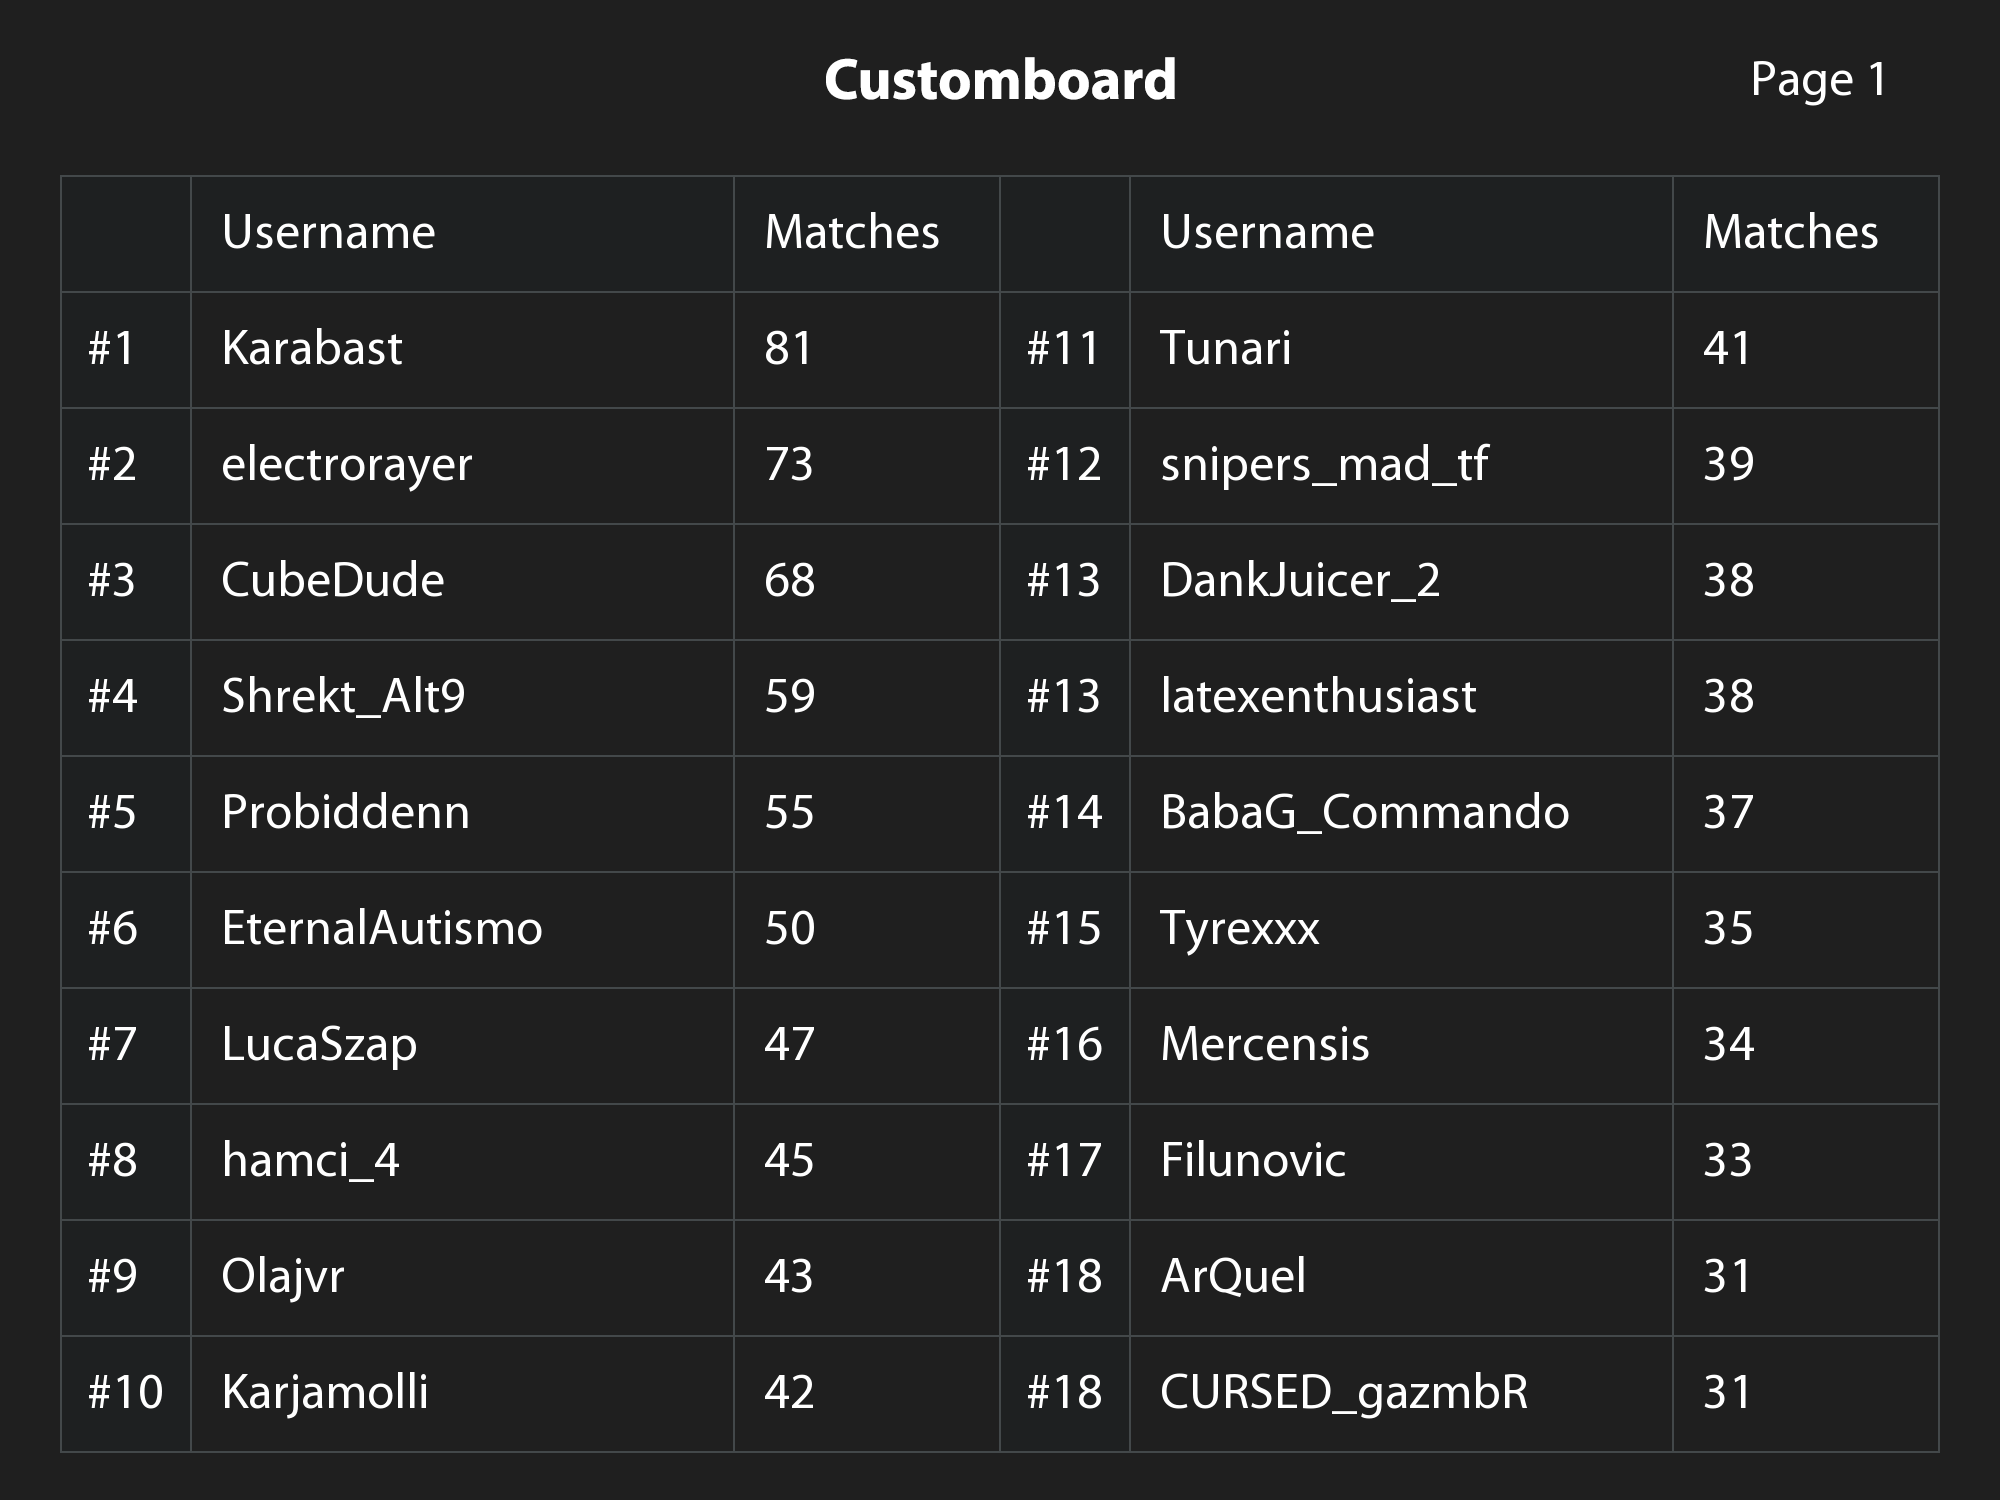 Customboard
Page 1
Username Matches Username Matches
#1 Karabast 81 #11 Tunari 41
#2 electrorayer 73 #12 snipers_mad_tf 39
#3 CubeDude 68 #13 DankJuicer_2 38
#4 Shrekt_Alt9 59 #13 latexenthusiast 38
#5 Probiddenn 55 #14 BabaG_Commando 37
#6 EternalAutismo 50 #15 Tyrexxx 35
#7 LucaSzap 47 #16 Mercensis 34
#8 hamci_4 45 #17 Filunovic 33
#9 Olajvr 43 #18 ArQuel 31
#10 Karjamolli 42 #18 CURSED_gazmbR 31